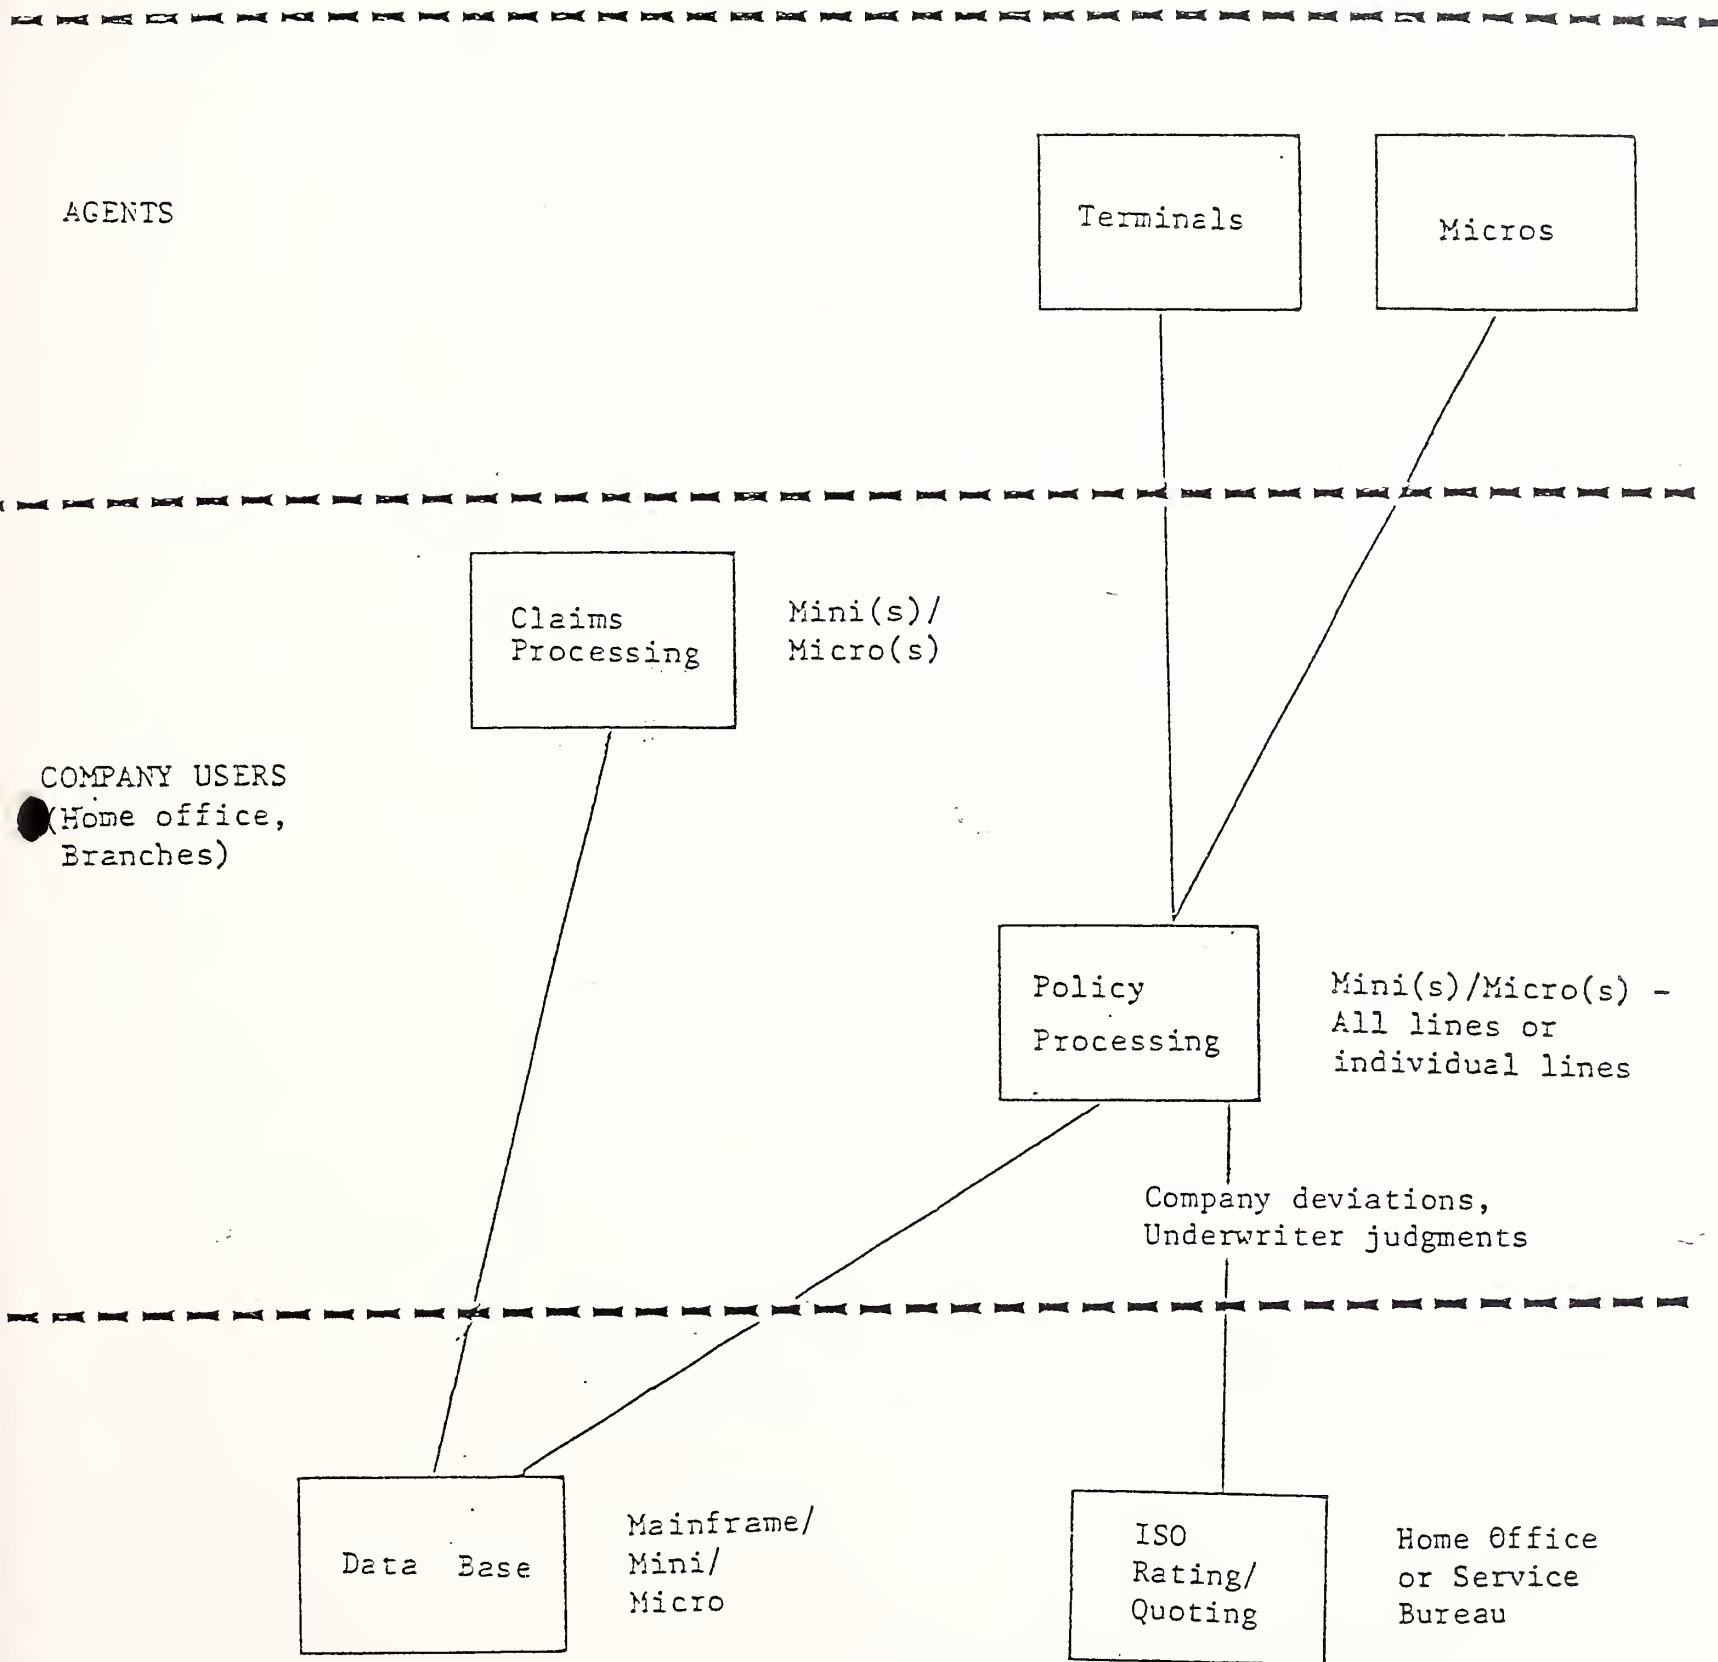 AGENTS
Terminals
Micros
Claims
Processing
Mini(s)/
Micro(s)
COMPANY USERS
(Home office,
Branches)
Policy
Processing
Mini(s)/Micro(s) -
All lines or
individual lines
Company deviations,
Underwriter judgments
Data Base
Mainframe/
Mini/
Micro
ISO
Rating/
Quoting
Home Office
or Service
Bureau